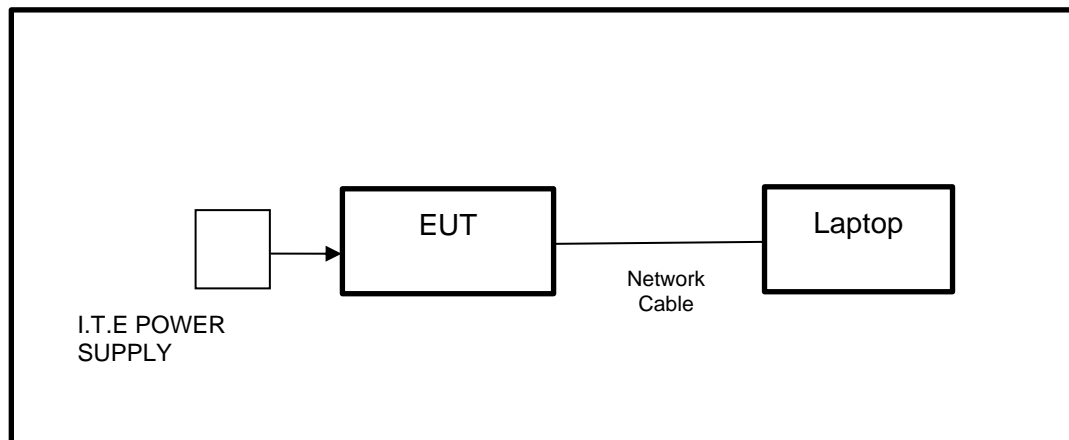 EUT
Laptop
Network
Cable
I.T.E POWER
SUPPLY